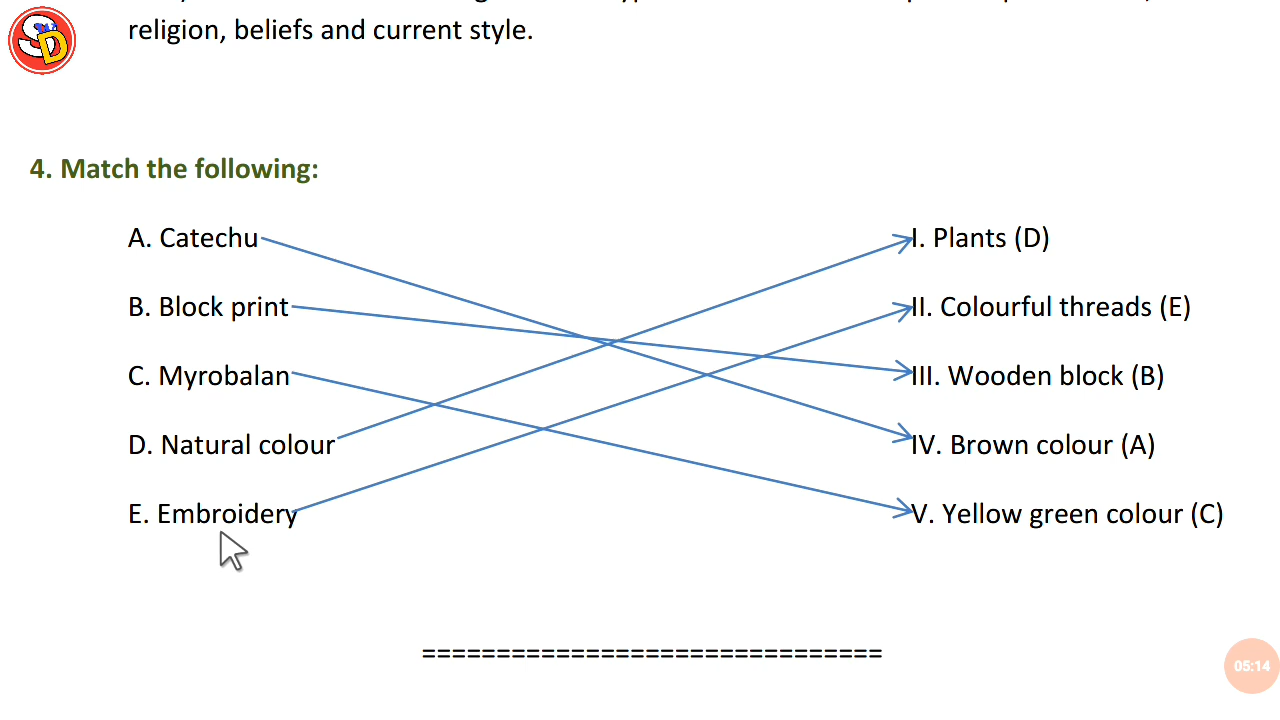 religion, beliefs and current style.
SD
4. Match the following:
A. Catechu
I. Plants (D)
B. Block print
II. Colourful threads (E)
C. Myrobalan
III. Wooden block (B)
D. Natural colour
IV. Brown colour (A)
E. Embroidery
V. Yellow green colour (C)
===============================
05:14